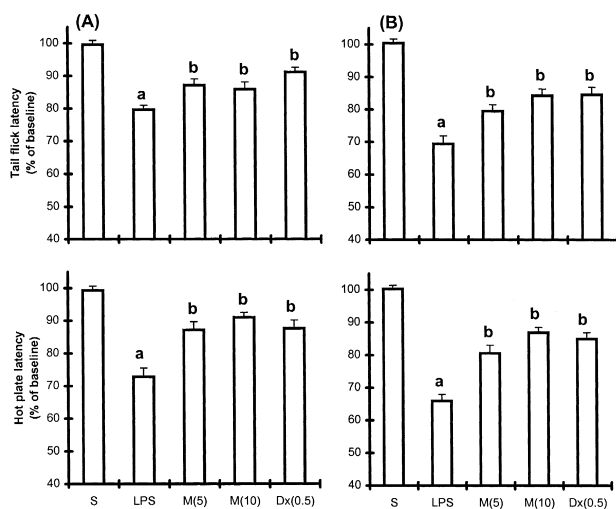 (A)
(B)
Tail flick latency
(% of baseline)
100
90
80
70
60
50
40
a
b
b
b
100
90
80
70
60
50
40
a
b
b
b
Hot plate latency
(% of baseline)
100
90
80
70
60
50
40
a
b
b
b
S LPS M(5) M(10) Dx(0.5)
100
90
80
70
60
50
40
a
b
b
b
S LPS M(5) M(10) Dx(0.5)